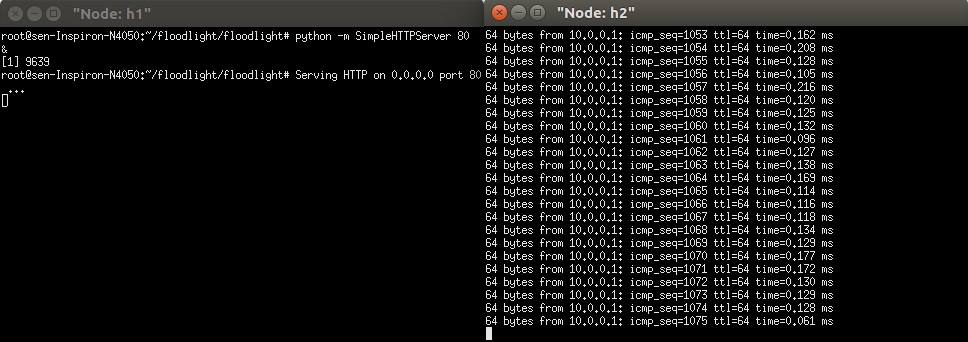 "Node: h1"
root@sen-Inspiron-N4050:~/floodlight/floodlight# python -m SimpleHTTPServer 80
&
[1] 9639
root@sen-Inspiron-N4050:~/floodlight/floodlight# Serving HTTP on 0.0.0.0 port 80
...
"Node: h2"
64 bytes from 10.0.0.1: icmp_seq=1053 ttl=64 time=0.162 ms
64 bytes from 10.0.0.1: icmp_seq=1054 ttl=64 time=0.208 ms
64 bytes from 10.0.0.1: icmp_seq=1055 ttl=64 time=0.128 ms
64 bytes from 10.0.0.1: icmp_seq=1056 ttl=64 time=0.105 ms
64 bytes from 10.0.0.1: icmp_seq=1057 ttl=64 time=0.216 ms
64 bytes from 10.0.0.1: icmp_seq=1058 ttl=64 time=0.120 ms
64 bytes from 10.0.0.1: icmp_seq=1059 ttl=64 time=0.125 ms
64 bytes from 10.0.0.1: icmp_seq=1060 ttl=64 time=0.132 ms
64 bytes from 10.0.0.1: icmp_seq=1061 ttl=64 time=0.096 ms
64 bytes from 10.0.0.1: icmp_seq=1062 ttl=64 time=0.127 ms
64 bytes from 10.0.0.1: icmp_seq=1063 ttl=64 time=0.138 ms
64 bytes from 10.0.0.1: icmp_seq=1064 ttl=64 time=0.169 ms
64 bytes from 10.0.0.1: icmp_seq=1065 ttl=64 time=0.114 ms
64 bytes from 10.0.0.1: icmp_seq=1066 ttl=64 time=0.116 ms
64 bytes from 10.0.0.1: icmp_seq=1067 ttl=64 time=0.118 ms
64 bytes from 10.0.0.1: icmp_seq=1068 ttl=64 time=0.134 ms
64 bytes from 10.0.0.1: icmp_seq=1069 ttl=64 time=0.129 ms
64 bytes from 10.0.0.1: icmp_seq=1070 ttl=64 time=0.177 ms
64 bytes from 10.0.0.1: icmp_seq=1071 ttl=64 time=0.172 ms
64 bytes from 10.0.0.1: icmp_seq=1072 ttl=64 time=0.130 ms
64 bytes from 10.0.0.1: icmp_seq=1073 ttl=64 time=0.129 ms
64 bytes from 10.0.0.1: icmp_seq=1074 ttl=64 time=0.128 ms
64 bytes from 10.0.0.1: icmp_seq=1075 ttl=64 time=0.061 ms